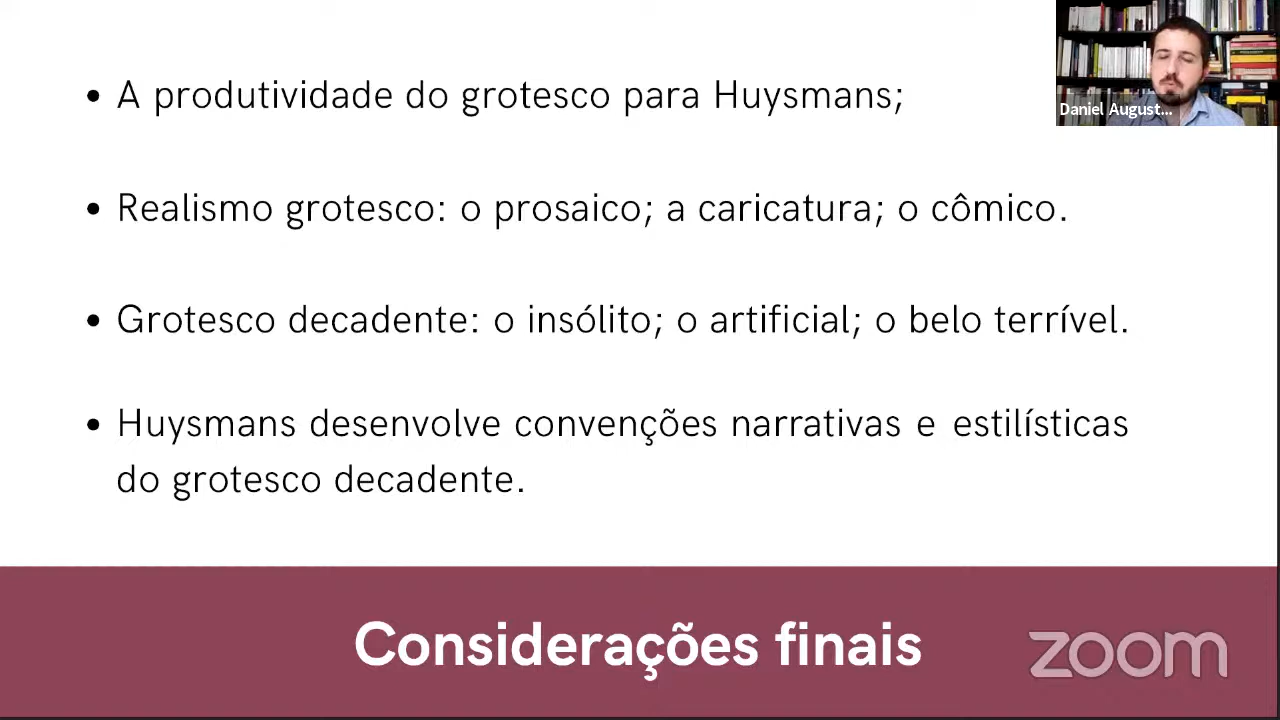 • A produtividade do grotesco para Huysmans;
Daniel August...
• Realismo grotesco: o prosaico; a caricatura; o cômico.
• Grotesco decadente: o insólito; o artificial; o belo terrível.
• Huysmans desenvolve convenções narrativas e estilísticas
do grotesco decadente.
Considerações finais
zoom